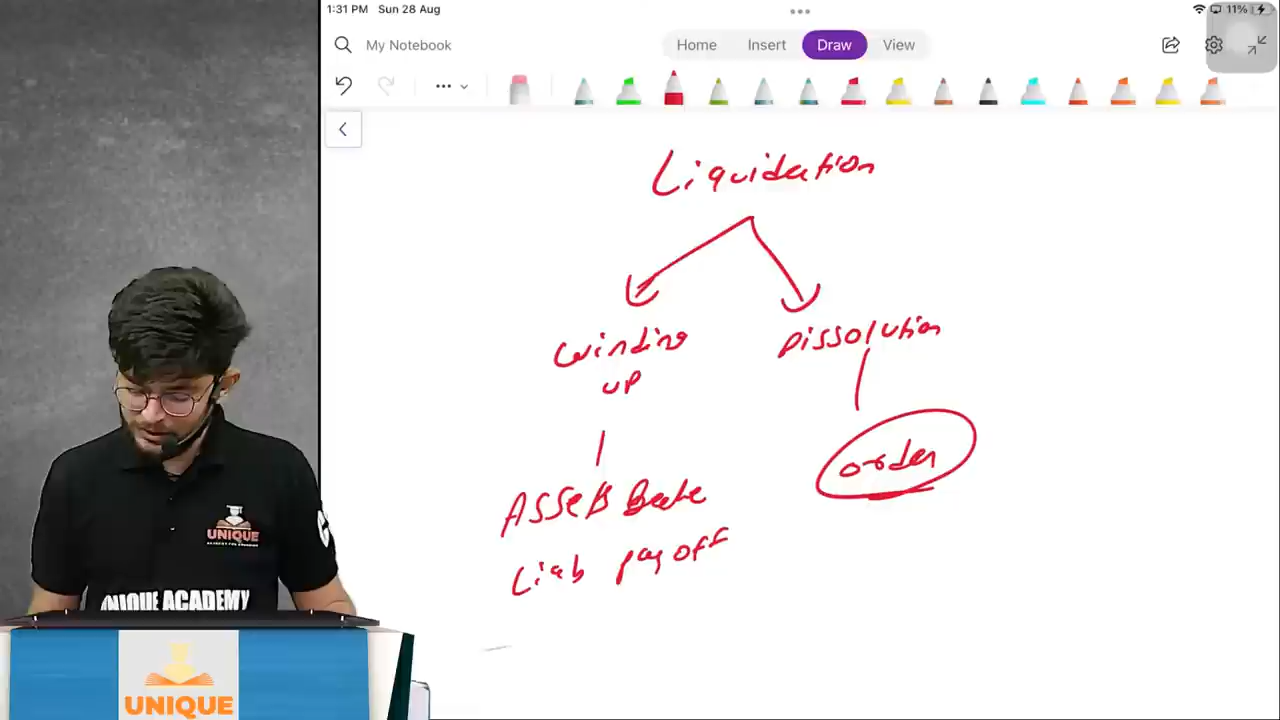 1:31 PM Sun 28 Aug
11%
My Notebook
Home Insert Draw View
Liquidation
Winding Dissolution
up
order
Assets Beche
Liab pay off
UNIQUE
UNIQUE ACADEMY
UNIQUE